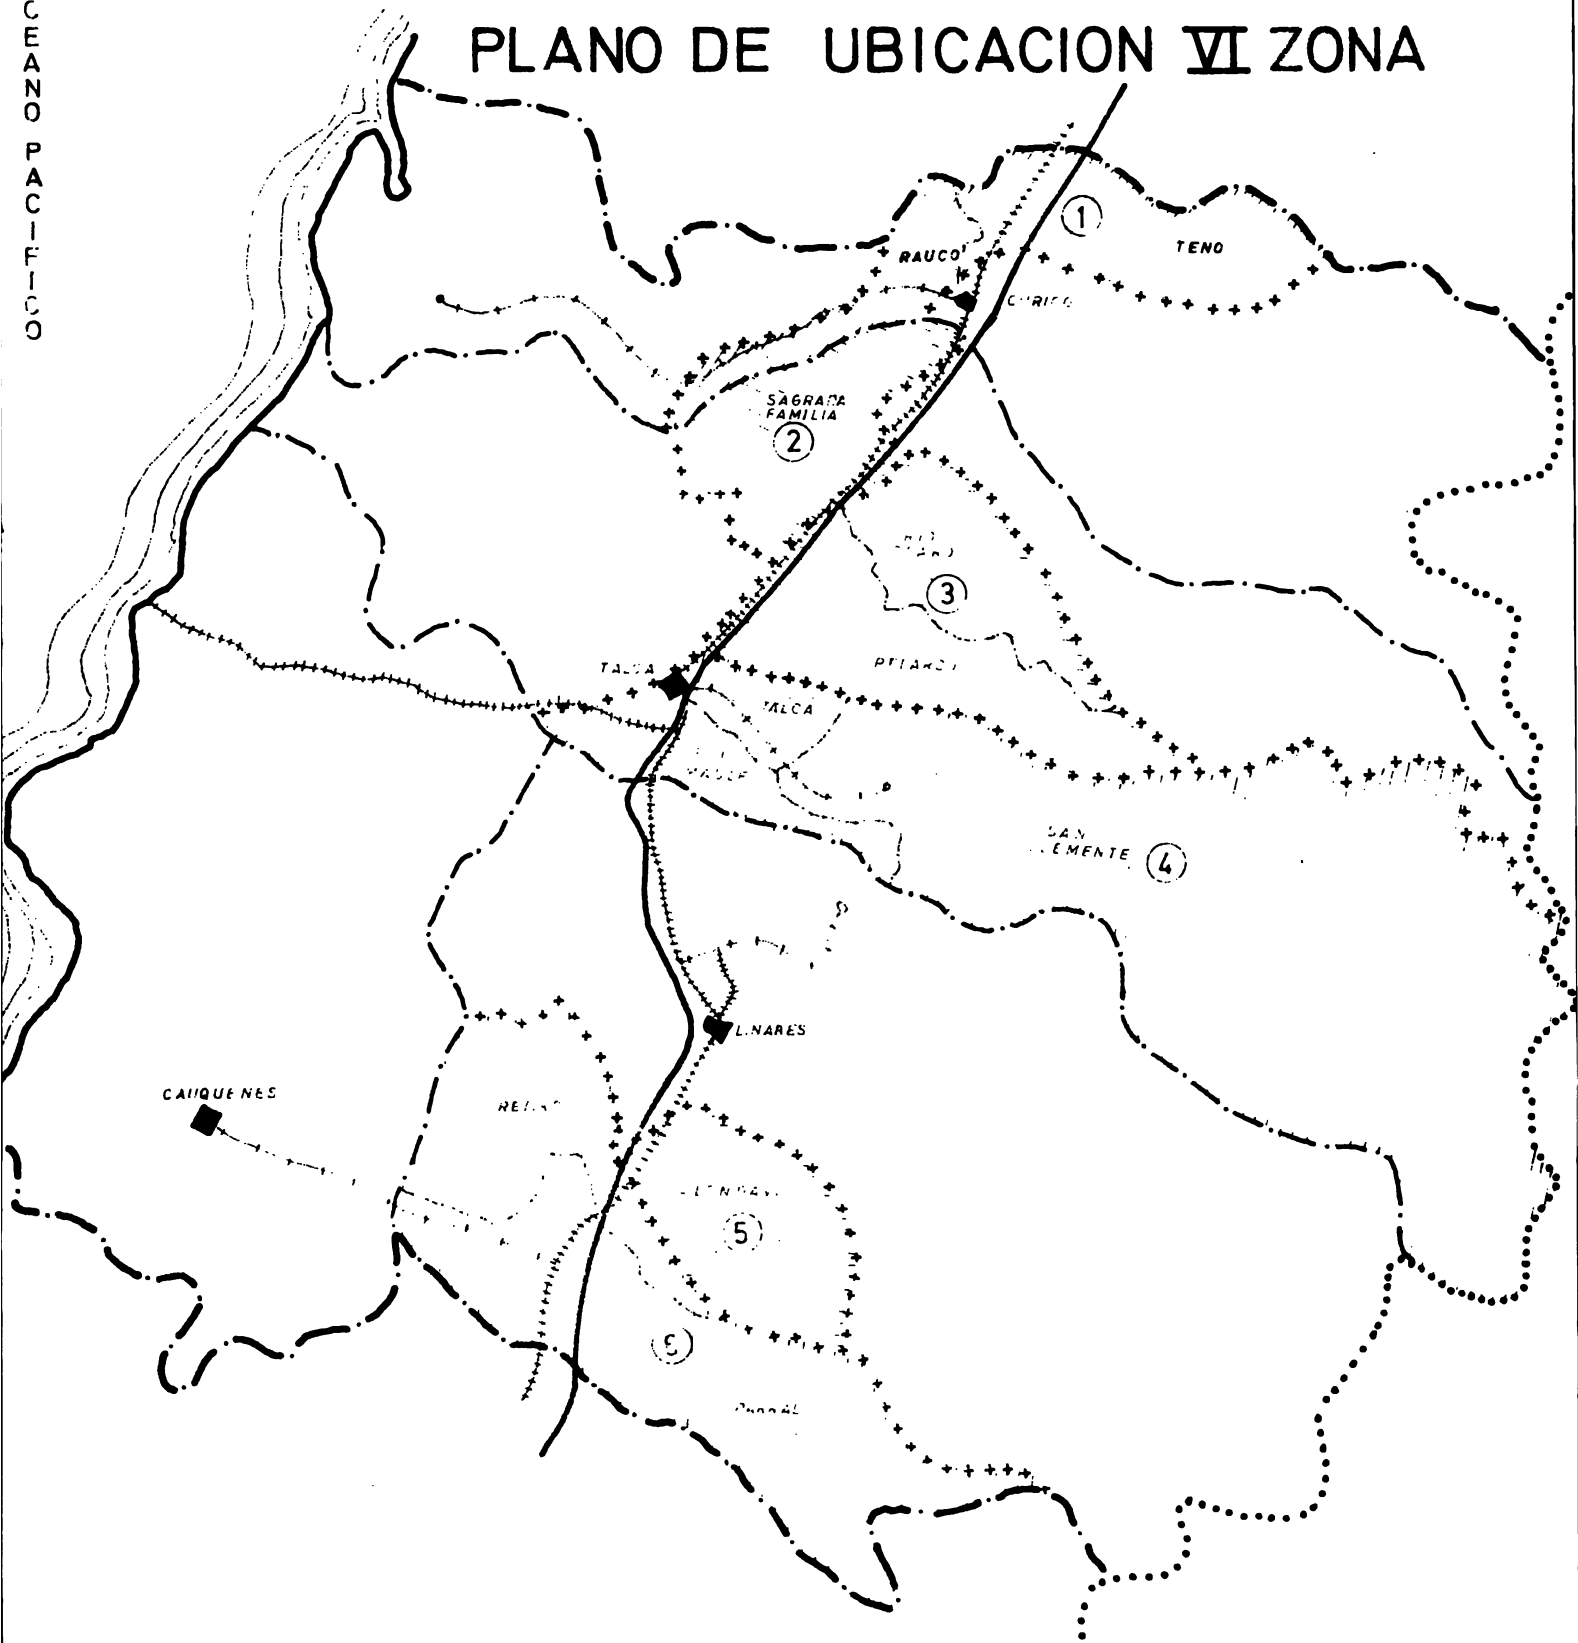 PLANO DE UBICACION VI ZONA
CEANO PACIFICO
1
TENO
RAUCO
SAGRADA
FAMILIA
2
3
TALCA
TALCA
SAN
4
LINARES
CAUQUENES
5